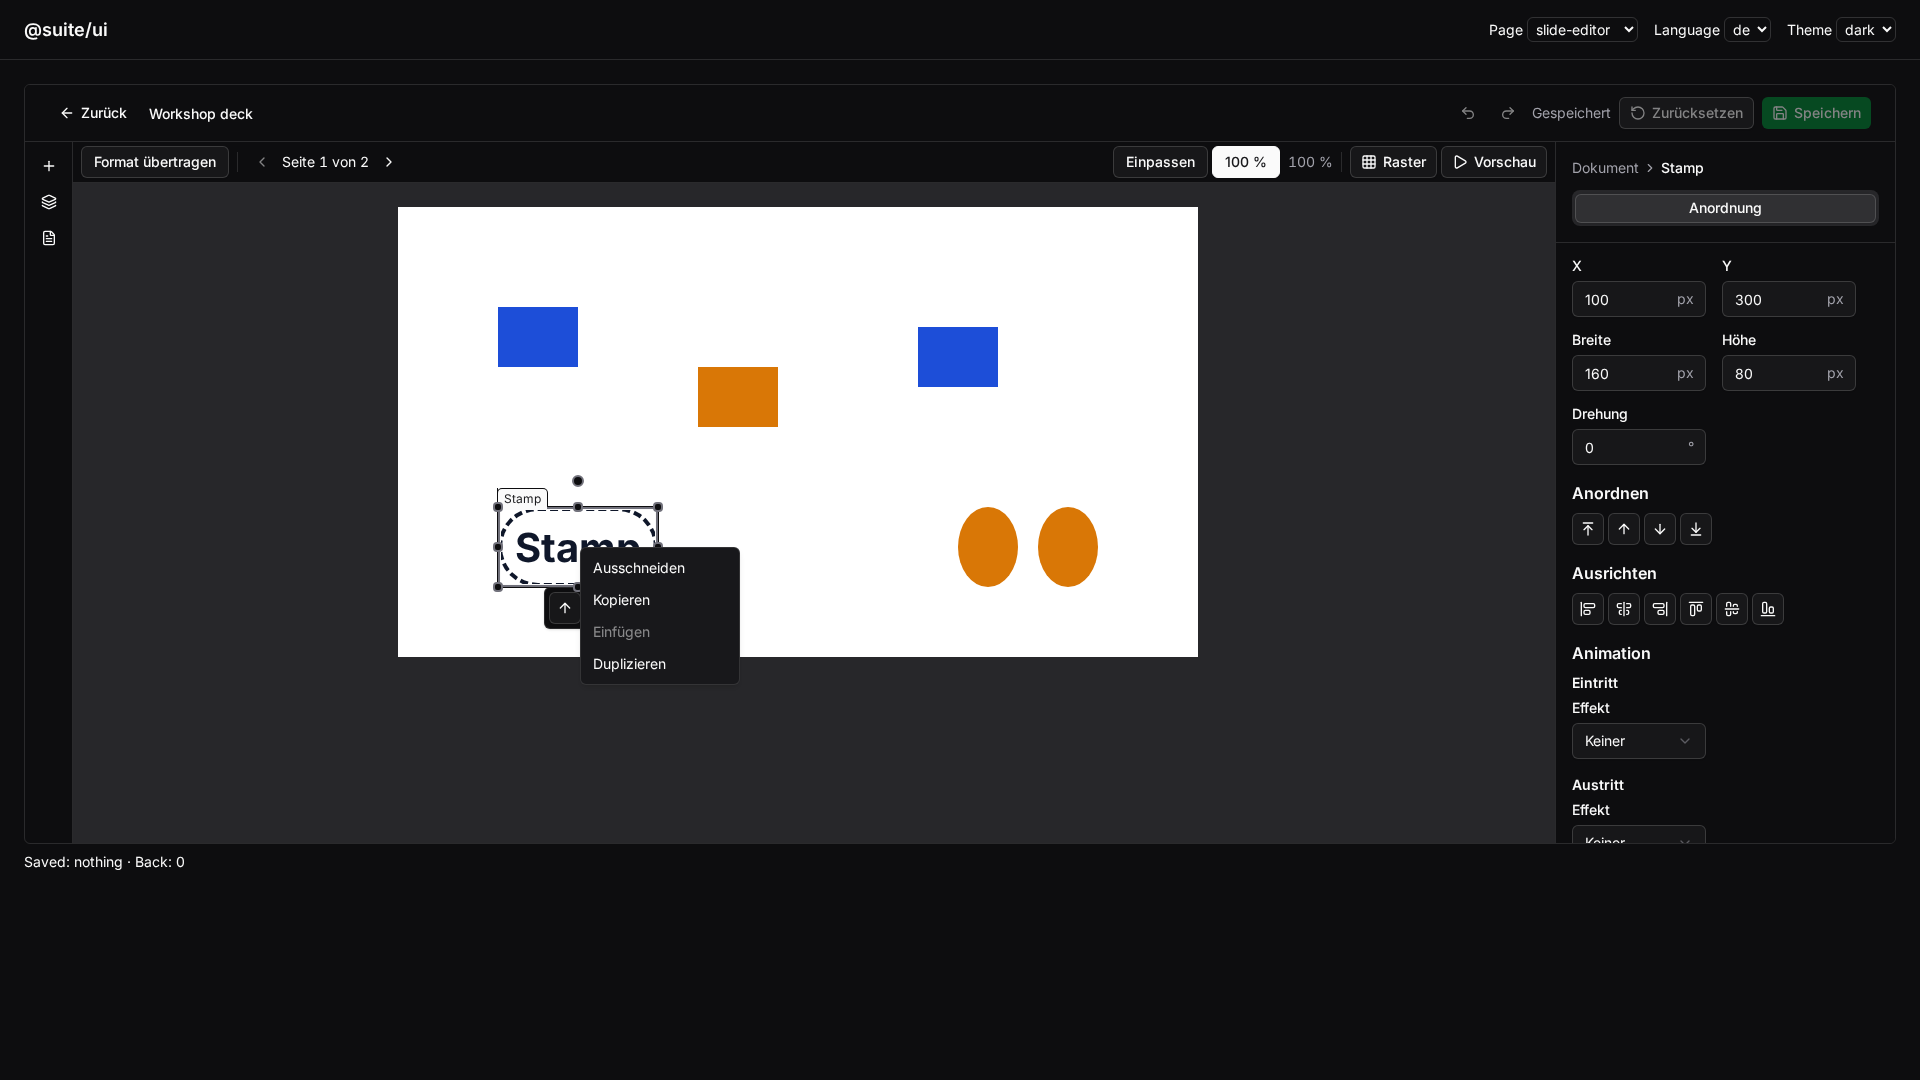 @suite/ui
Page slide-editor Language de Theme dark
Zurück Workshop deck
Gespeichert Zurücksetzen Speichern
Format übertragen Seite 1 von 2
Einpassen 100 % 100 % Raster Vorschau
Dokument Stamp
Anordnung
X Y
100 px 300 px
Breite Höhe
160 px 80 px
Drehung
0 °
Anordnen
Ausrichten
Animation
Eintritt
Effekt
Keiner
Austritt
Effekt
Keiner
Stamp
Stamp
Ausschneiden
Kopieren
Einfügen
Duplizieren
Saved: nothing · Back: 0